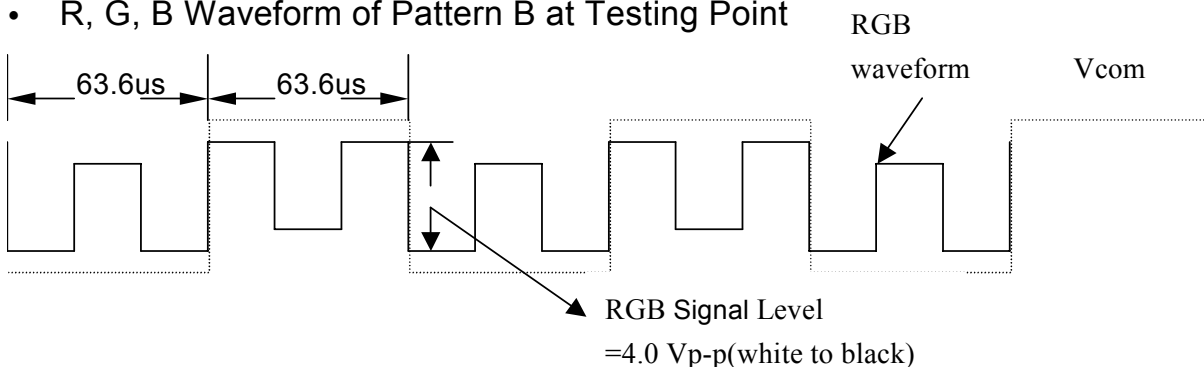 • R, G, B Waveform of Pattern B at Testing Point
RGB
waveform
Vcom
63.6us
63.6us
RGB Signal Level
=4.0 Vp-p(white to black)